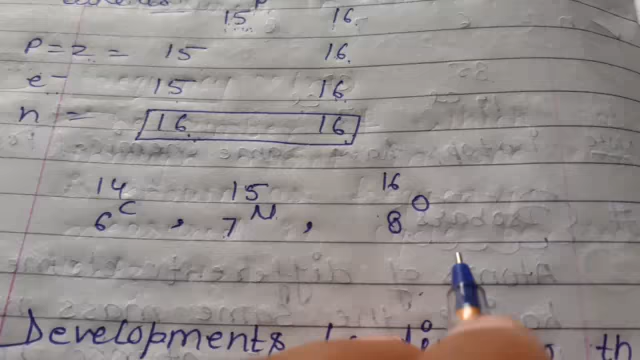 15 P 16
P = Z = 15 16
e- 15 16
n = 16 16
14 6 C , 15 7 N , 16 8 O
Developments